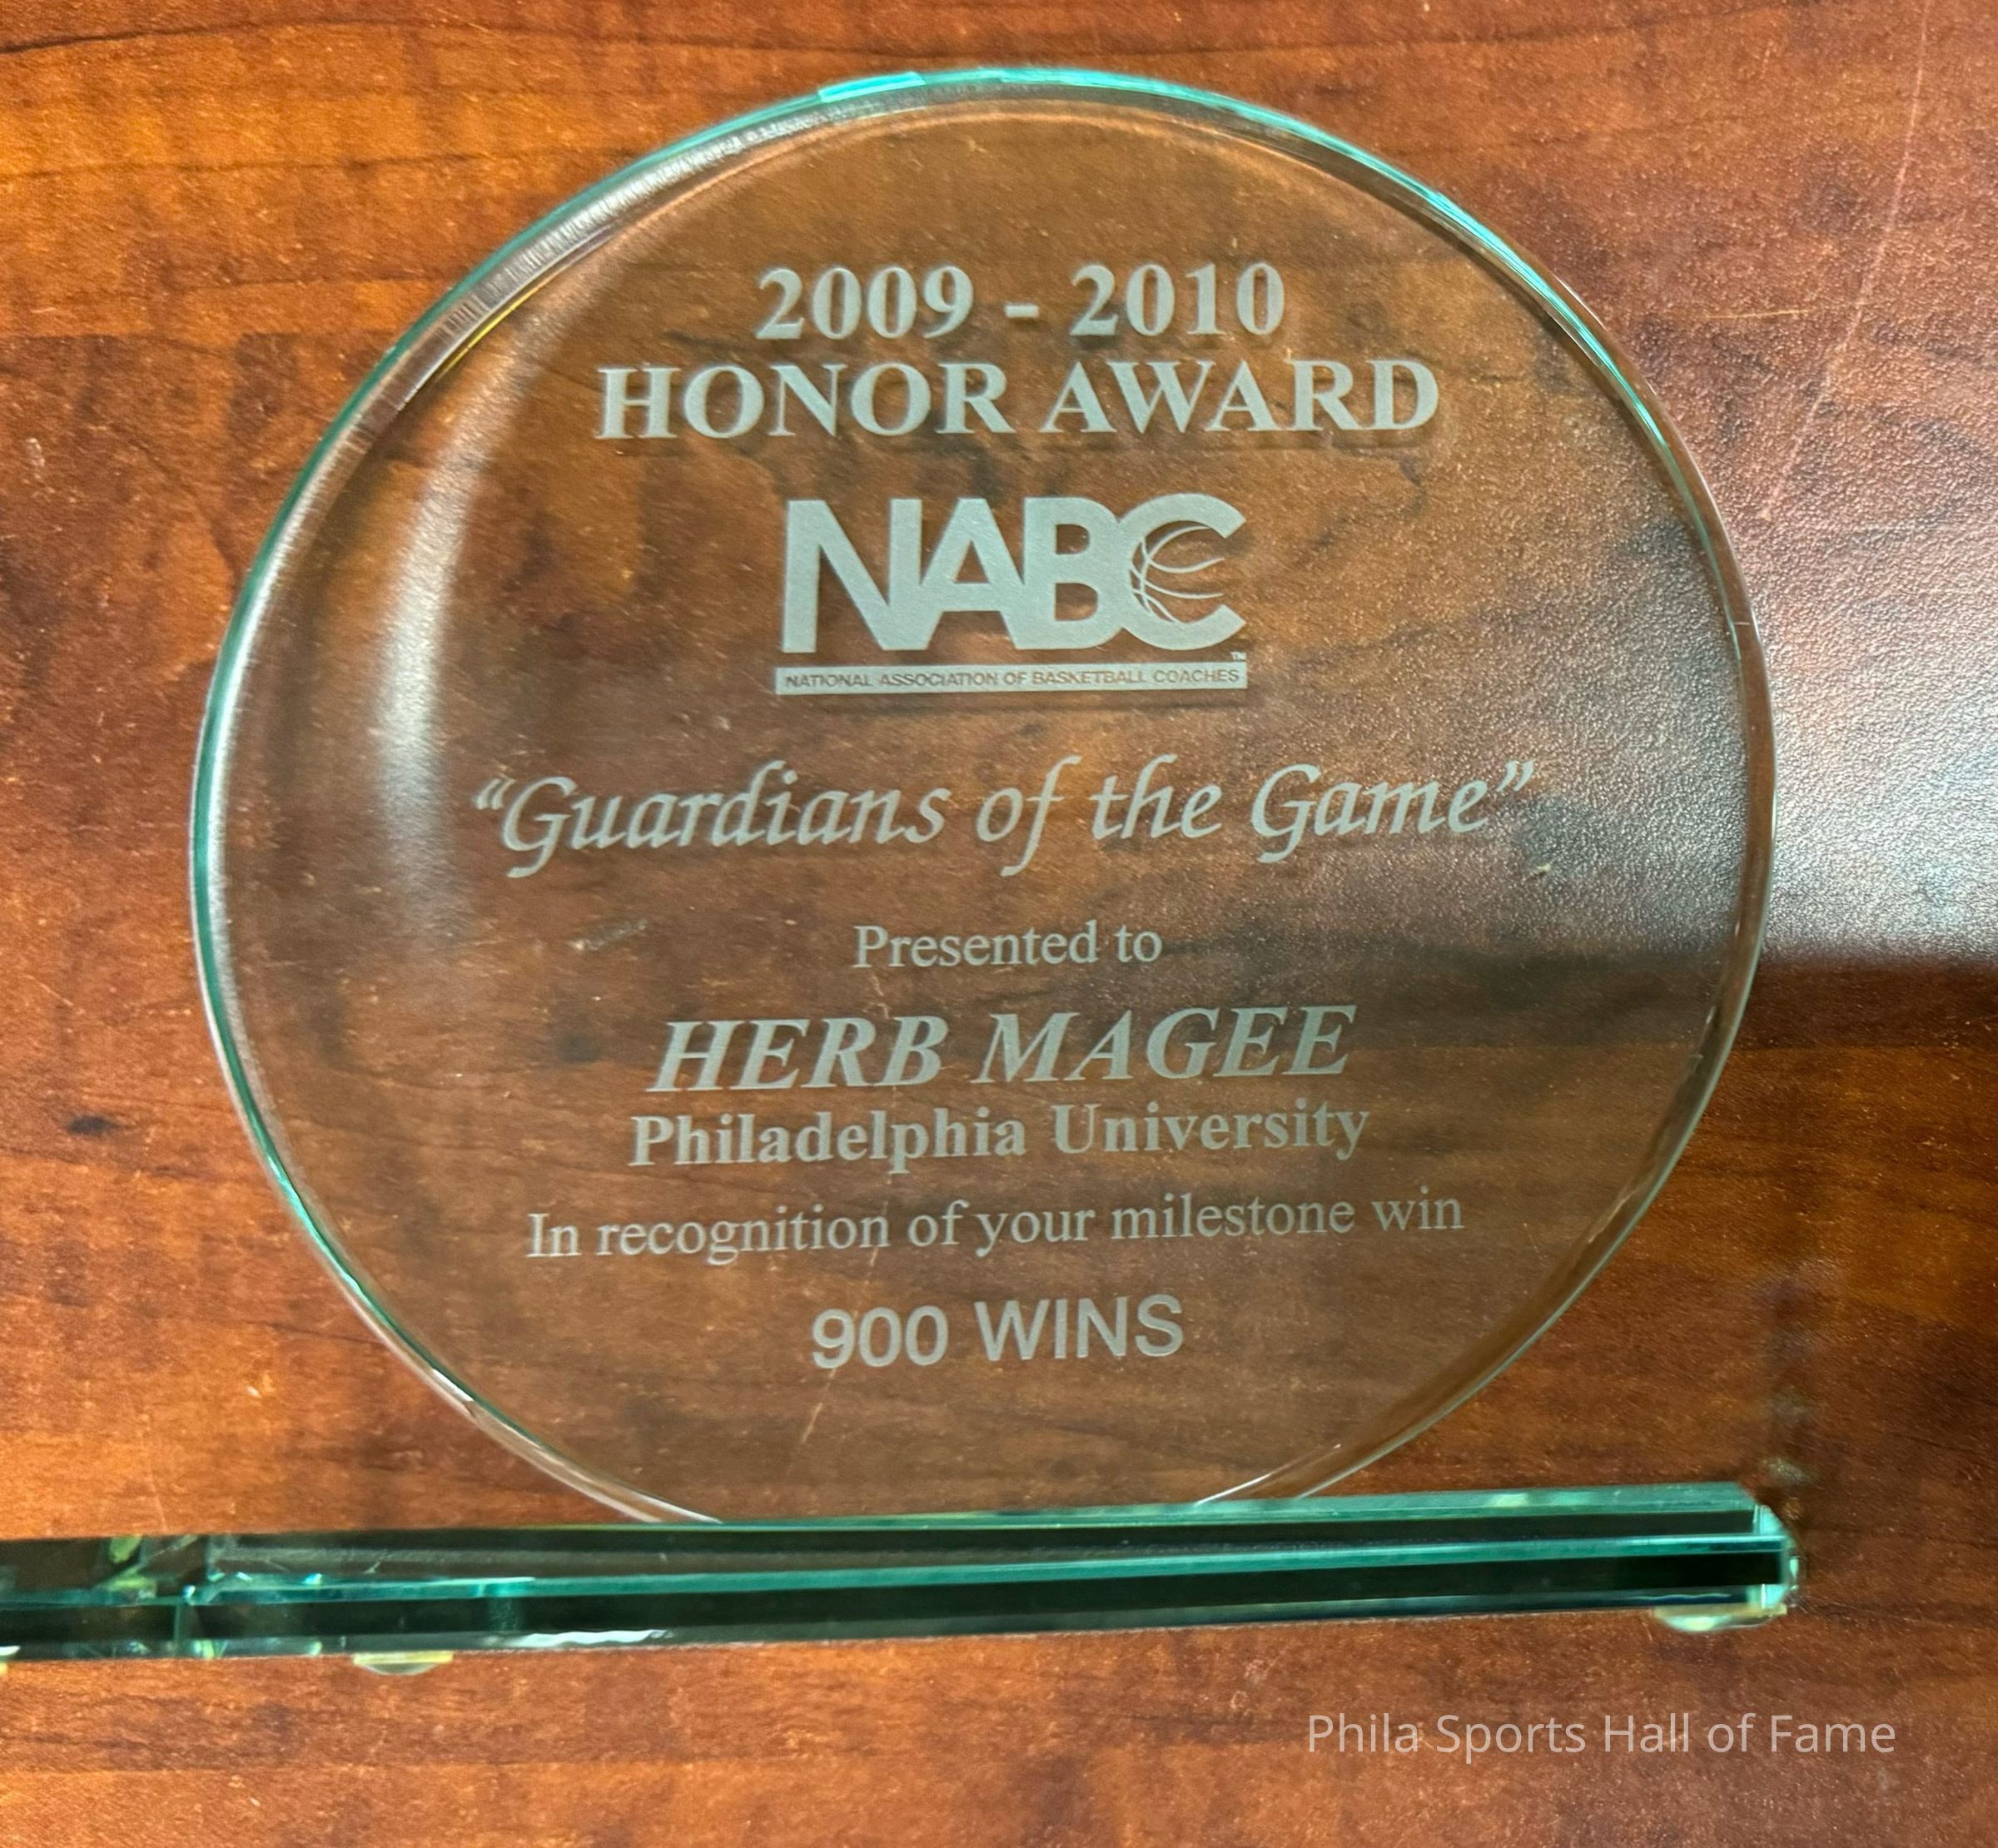 2009 - 2010
HONOR AWARD
NABC
TM
NATIONAL ASSOCIATION OF BASKETBALL COACHES
“Guardians of the Game”
Presented to
HERB MAGEE
Philadelphia University
In recognition of your milestone win
900 WINS
Phila Sports Hall of Fame